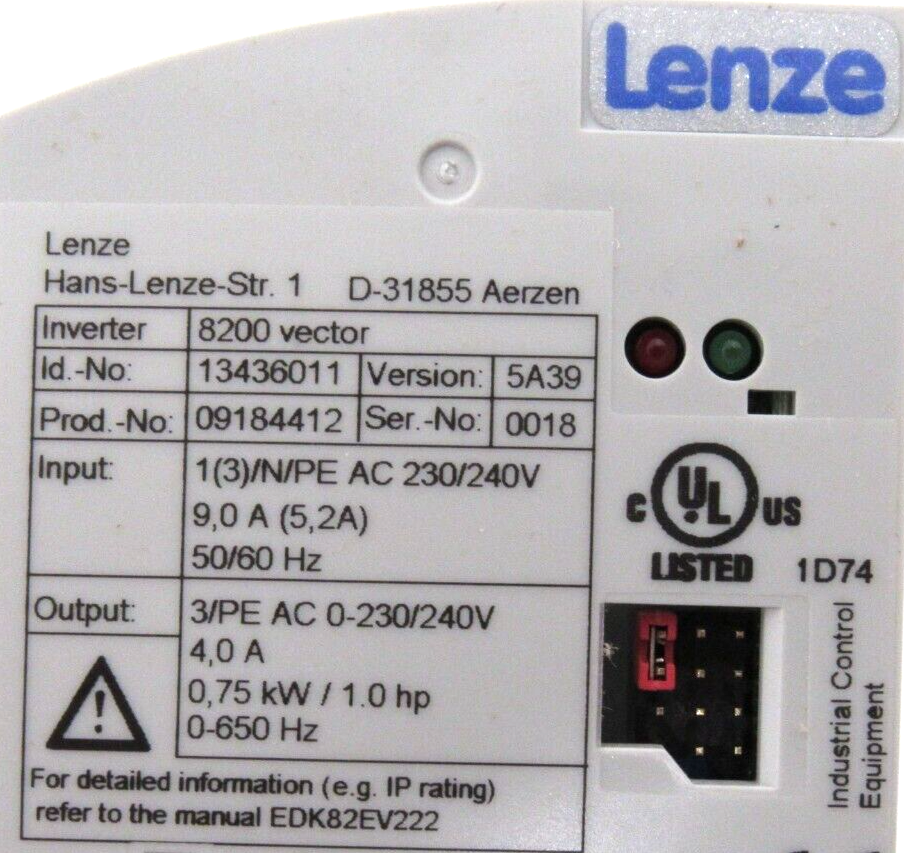 Lenze
Lenze
Hans-Lenze-Str. 1 D-31855 Aerzen
Inverter 8200 vector
Id.-No: 13436011 Version: 5A39
Prod.-No: 09184412 Ser.-No: 0018
Input: 1(3)/N/PE AC 230/240V
9,0 A (5,2A)
50/60 Hz
Output: 3/PE AC 0-230/240V
4,0 A
0,75 kW / 1.0 hp
0-650 Hz
For detailed information (e.g. IP rating)
refer to the manual EDK82EV222
C UL US
LISTED 1D74
Industrial Control
Equipment